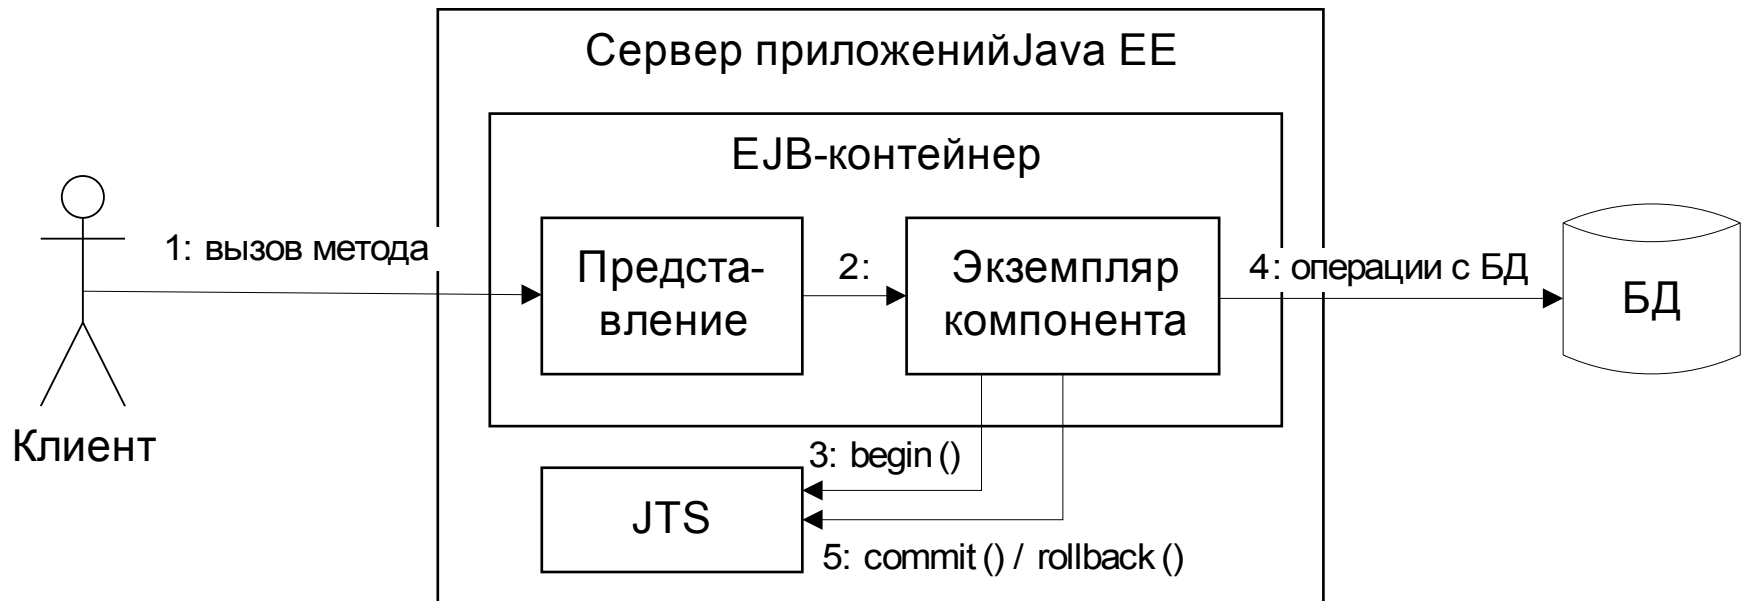 Сервер приложенийJava EE
EJB-контейнер
1: вызов метода
Предста-
вление
2:
Экземпляр
компонента
4: операции с БД
БД
Клиент
3: begin ()
JTS
5: commit () / rollback ()